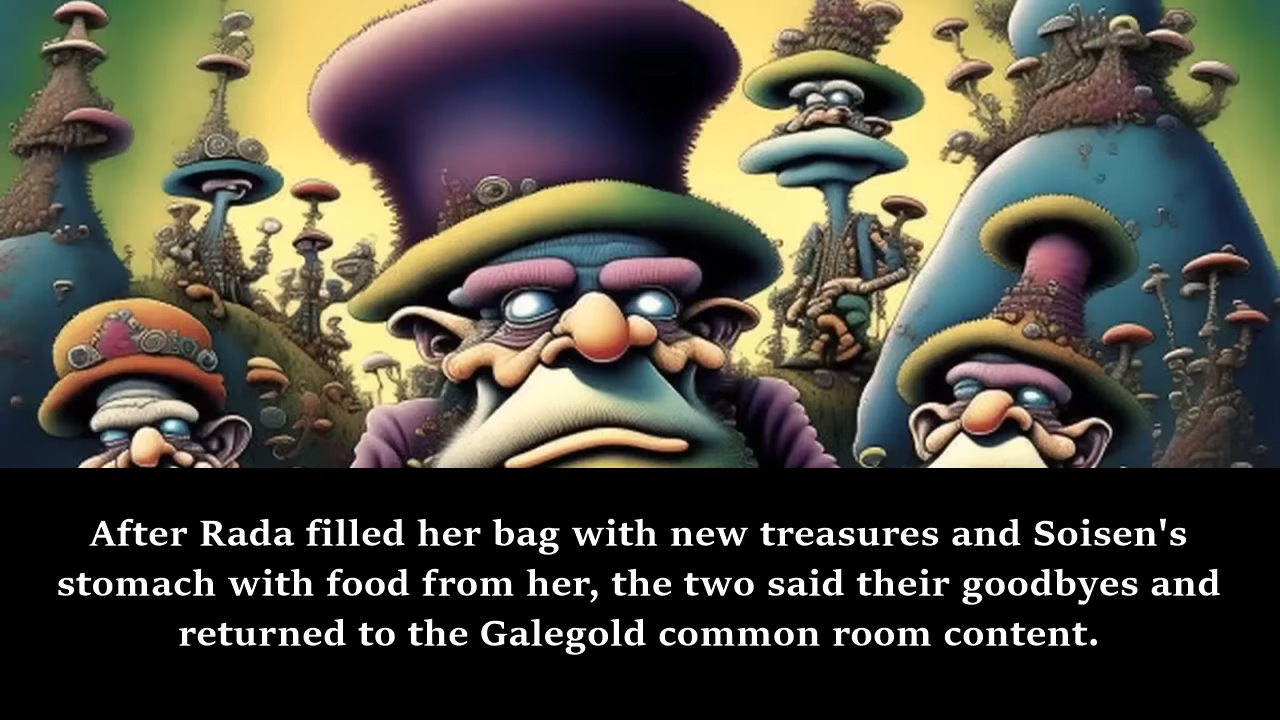 After Rada filled her bag with new treasures and Soisen's
stomach with food from her, the two said their goodbyes and
returned to the Galegold common room content.